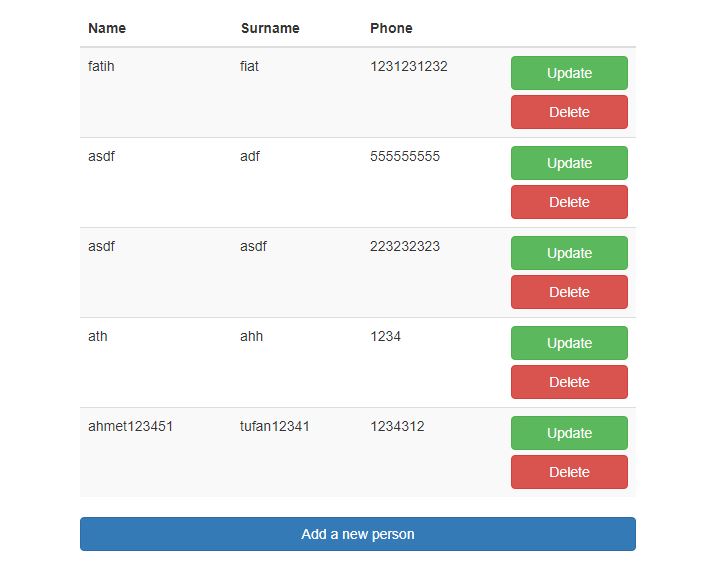 Name Surname Phone
fatih fiat 1231231232 Update
Delete
asdf adf 555555555 Update
Delete
asdf asdf 223232323 Update
Delete
ath ahh 1234 Update
Delete
ahmet123451 tufan12341 1234312 Update
Delete
Add a new person